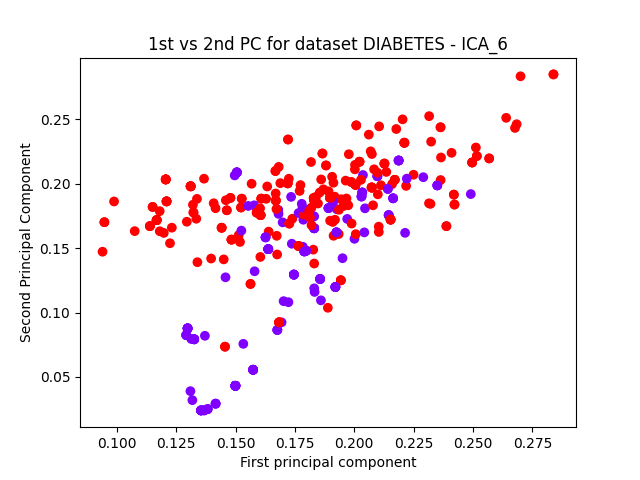 1st vs 2nd PC for dataset DIABETES - ICA_6
Second Principal Component
0.25
0.20
0.15
0.10
0.05
0.100 0.125 0.150 0.175 0.200 0.225 0.250 0.275
First principal component